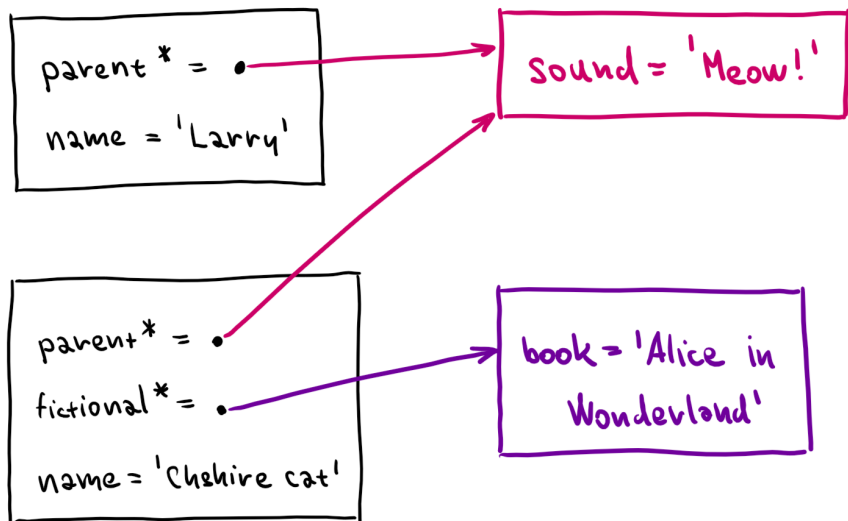 parent* = •
name = 'Larry'
sound = 'Meow!'
parent* = •
fictional* = •
name = 'Chshire cat'
book = 'Alice in
Wonderland'